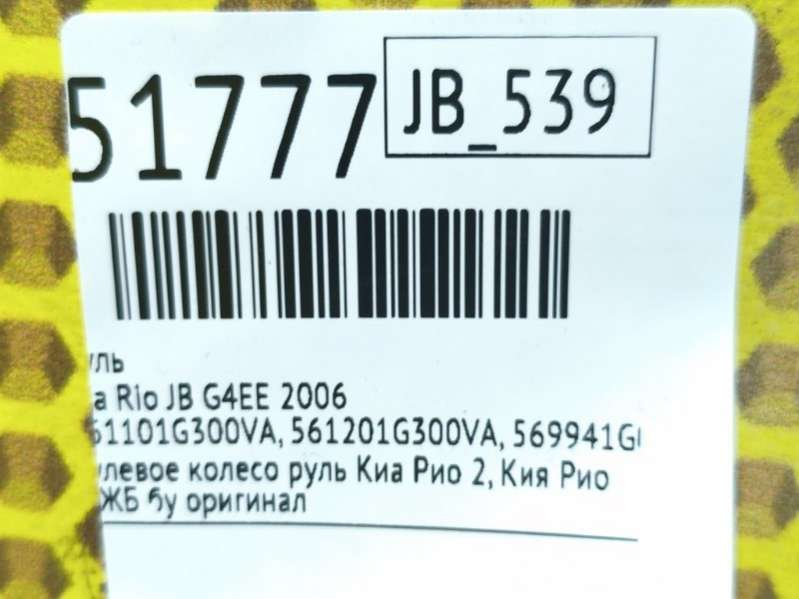 51777
JB_539
уль
a Rio JB G4EE 2006
61101G300VA, 561201G300VA, 569941G
улевое колесо руль Киа Рио 2, Кия Рио
ЖБ бу оригинал